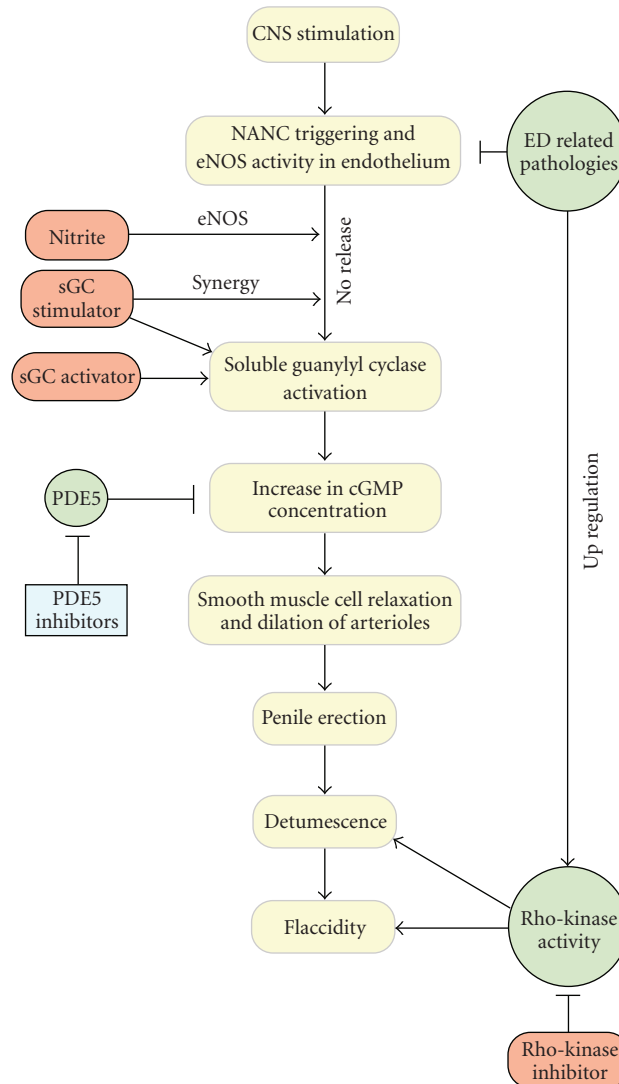 CNS stimulation
NANC triggering and
eNOS activity in endothelium
ED related
pathologies
eNOS
Nitrite
No release
sGC
stimulator
Synergy
Soluble guanylyl cyclase
activation
sGC activator
Up regulation
PDE5
Increase in cGMP
concentration
PDE5
inhibitors
Smooth muscle cell relaxation
and dilation of arterioles
Penile erection
Detumescence
Flaccidity
Rho-kinase
activity
Rho-kinase
inhibitor